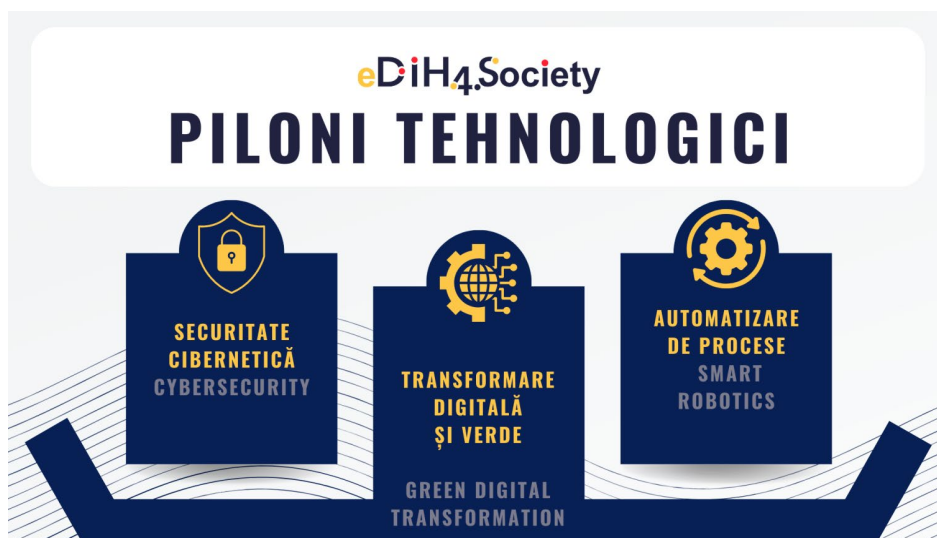 eDiH4Society
PILONI TEHNOLOGICI
SECURITATE
CIBERNETICĂ
CYBERSECURITY
TRANSFORMARE
DIGITALĂ
ȘI VERDE
GREEN DIGITAL
TRANSFORMATION
AUTOMATIZARE
DE PROCESE
SMART
ROBOTICS